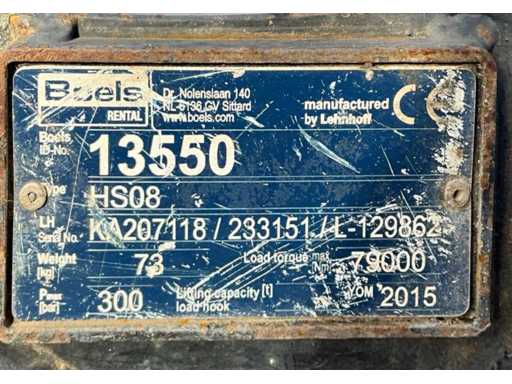 Boels
RENTAL
Dr. Nolenslaan 140
NL-6136 GV Sittard
www.boels.com
manufactured
by Lehnhoff
CE
Boels
ID-No. 13550
Type HS08
LH
Serial No. KA207118 / 233151 / L-129862
Weight
[kg] 73 Load torque max
[Nm] 79000
Pmax
[bar] 300 Lifting capacity [t]
load hook YOM 2015